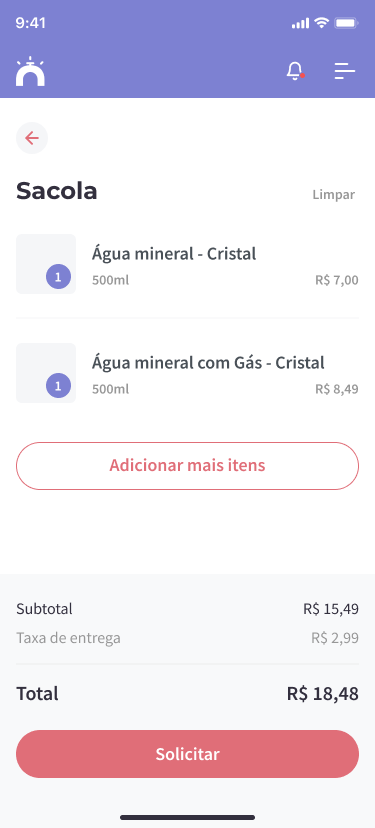 9:41
Sacola
Limpar
1
Água mineral - Cristal
500ml
R$ 7,00
1
Água mineral com Gás - Cristal
500ml
R$ 8,49
Adicionar mais itens
Subtotal
R$ 15,49
Taxa de entrega
R$ 2,99
Total
R$ 18,48
Solicitar